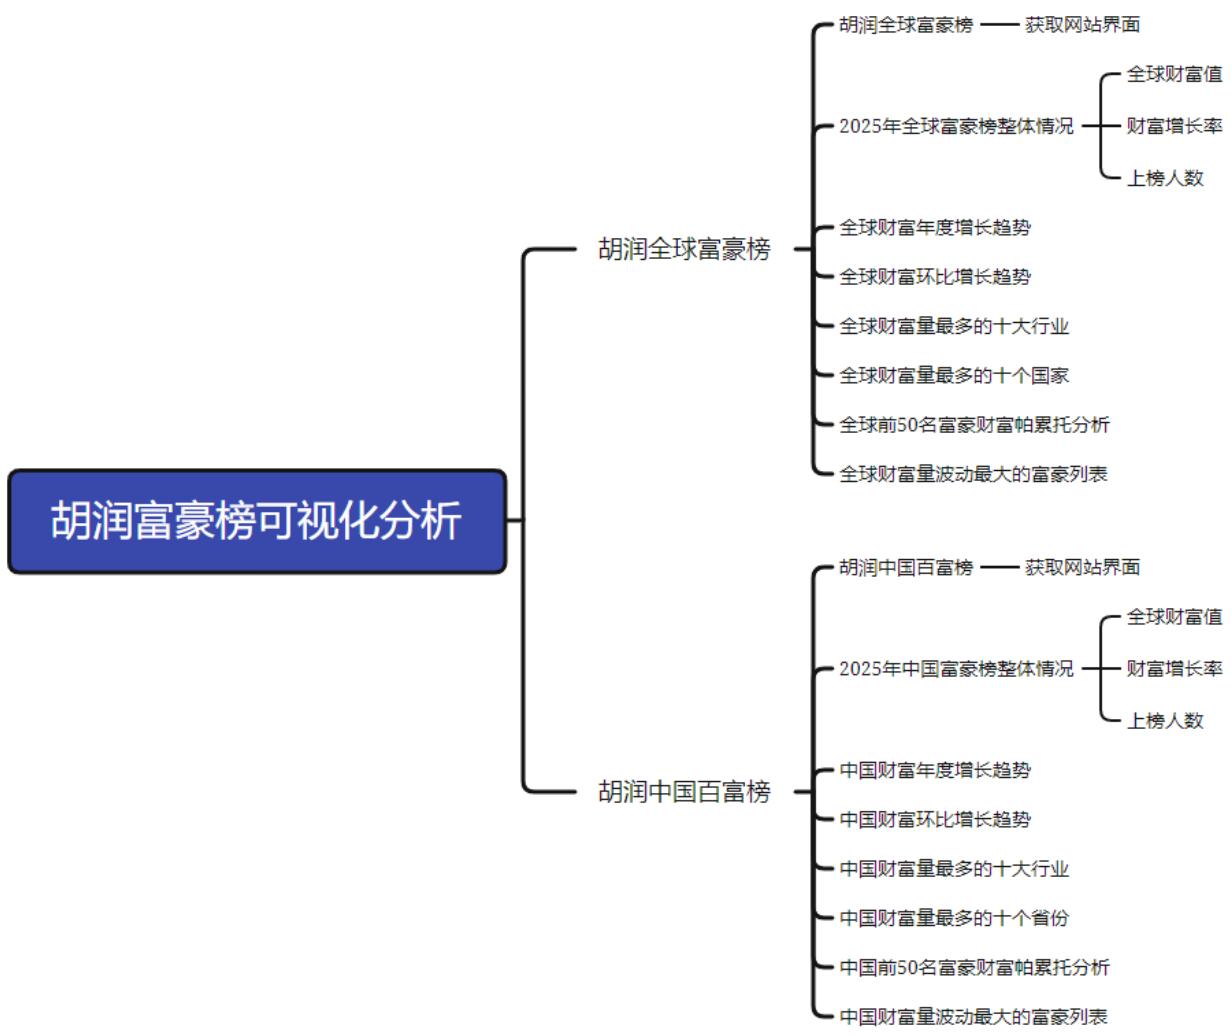 胡润富豪榜可视化分析
胡润全球富豪榜
胡润全球富豪榜
获取网站界面
2025年全球富豪榜整体情况
全球财富值
财富增长率
上榜人数
全球财富年度增长趋势
全球财富环比增长趋势
全球财富量最多的十大行业
全球财富量最多的十个国家
全球前50名富豪财富帕累托分析
全球财富量波动最大的富豪列表
胡润中国百富榜
胡润中国百富榜
获取网站界面
2025年中国富豪榜整体情况
全球财富值
财富增长率
上榜人数
中国财富年度增长趋势
中国财富环比增长趋势
中国财富量最多的十大行业
中国财富量最多的十个省份
中国前50名富豪财富帕累托分析
中国财富量波动最大的富豪列表